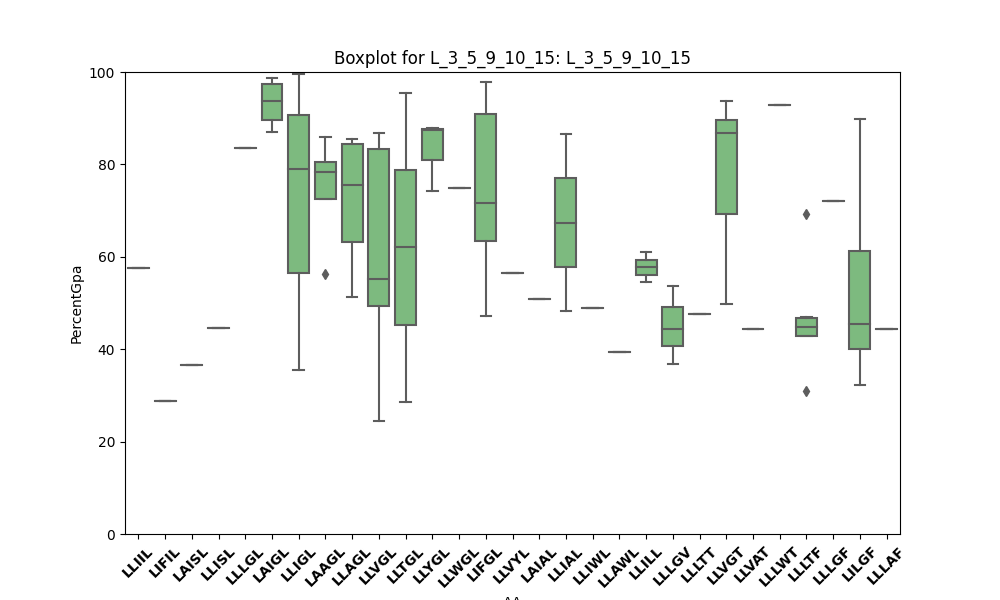 Boxplot for L_3_5_9_10_15: L_3_5_9_10_15
100
80
60
40
20
0
PercentGpa
LLIIL LIFIL LAISL LLISL LLLGL LAIGL LLIGL LAAGL LLAGL LLVGL LLTGL LLYGL LLWGL LIFGL LLVYL LAIAL LLIAL LLIWL LLAWL LLILL LLLGV LLLTT LLVGT LLVAT LLLWT LLLTF LLLGF LILGF LLLAF